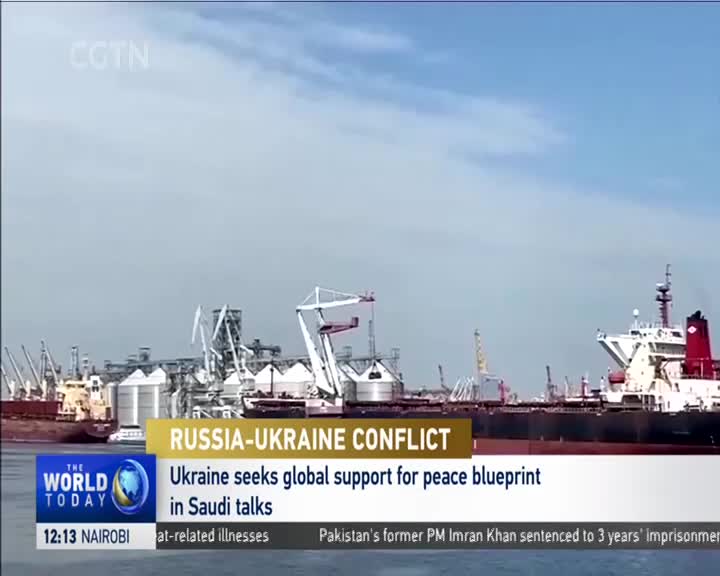 CGTN
RUSSIA-UKRAINE CONFLICT
Ukraine seeks global support for peace blueprint
in Saudi talks
THE
WORLD
TODAY
12:13 NAIROBI
eat-related illnesses Pakistan's former PM Imran Khan sentenced to 3 years' imprisonme